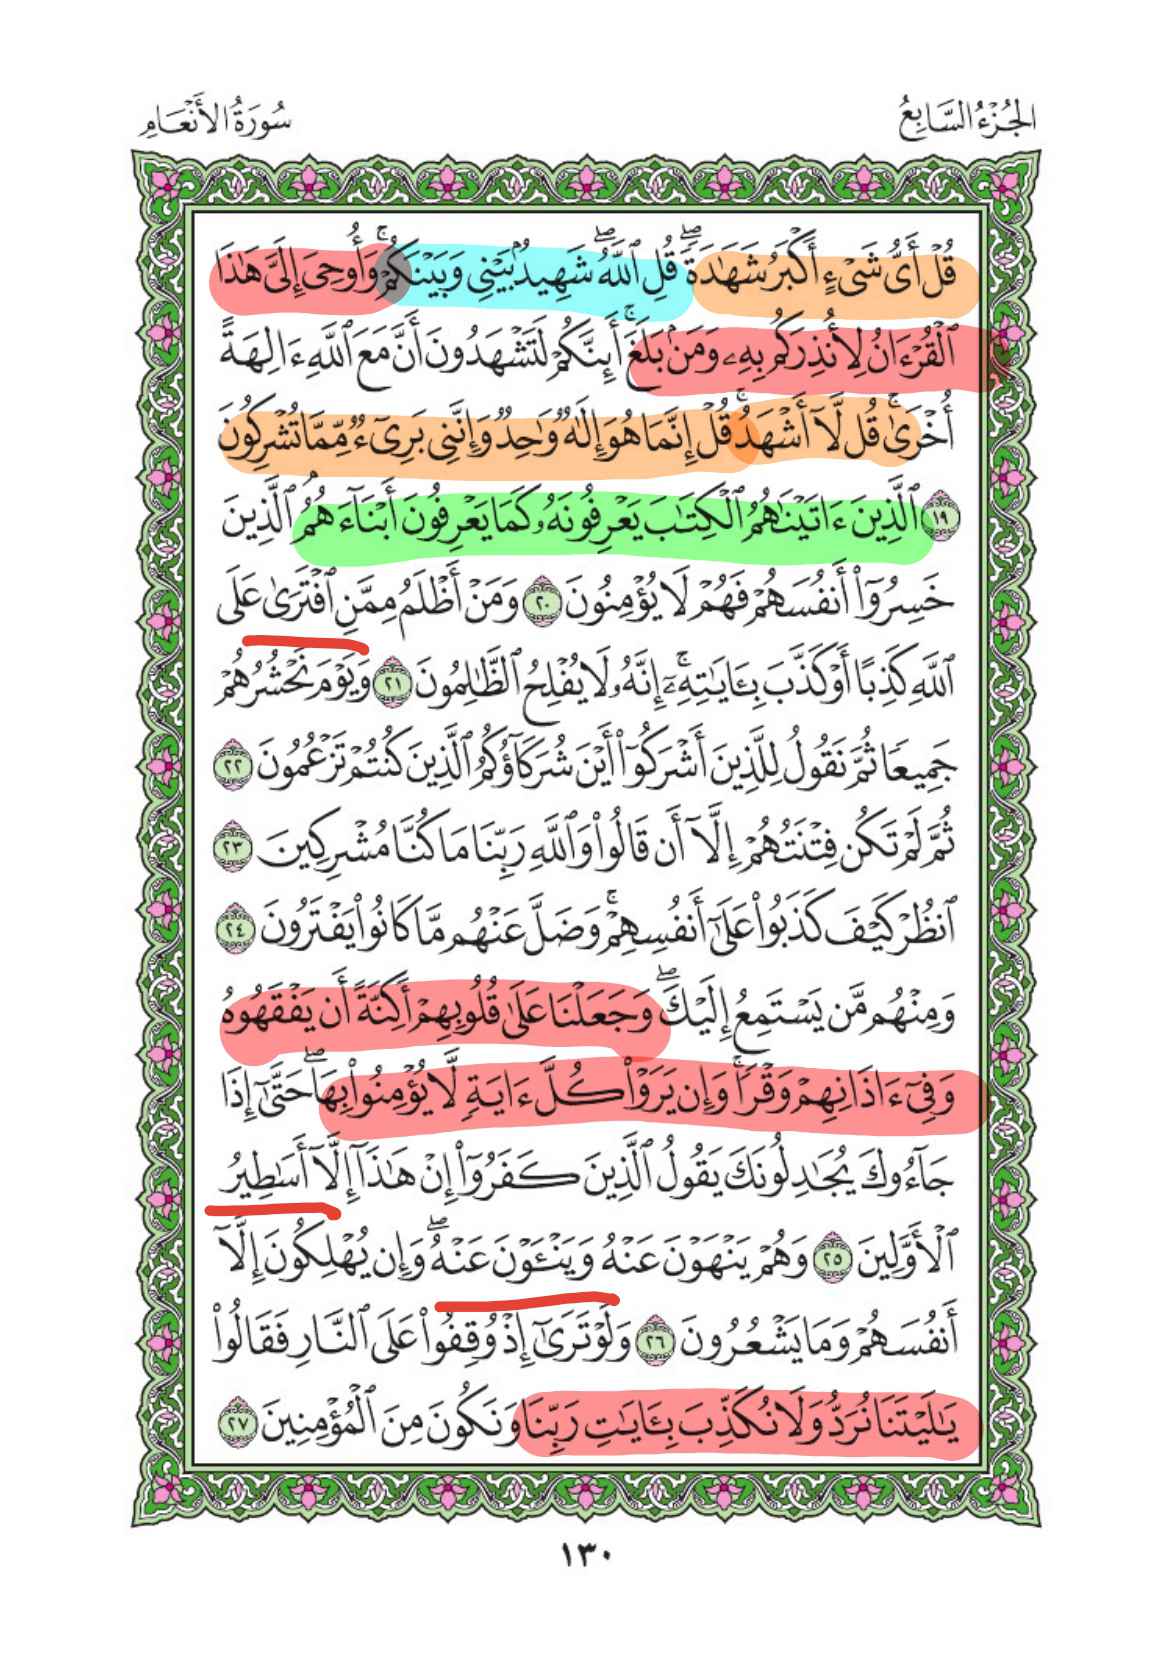 الجُزْءُ السَّابِعُ
سُورَةُ الأَنْعَامِ
قُلْ أَىُّ شَىْءٍ أَكْبَرُ شَهَٰدَةًۖ قُلِ ٱللَّهُۖ شَهِيدُۢ بَيْنِى وَبَيْنَكُمْۚ وَأُوحِىَ إِلَىَّ هَٰذَا
ٱلْقُرْءَانُ لِأُنذِرَكُم بِهِۦ وَمَنۢ بَلَغَۚ أَئِنَّكُمْ لَتَشْهَدُونَ أَنَّ مَعَ ٱللَّهِ ءَالِهَةً
أُخْرَىٰۚ قُل لَّآ أَشْهَدُۚ قُلْ إِنَّمَا هُوَ إِلَٰهٌ وَٰحِدٌ وَإِنَّنِى بَرِىٓءٌ مِّمَّا تُشْرِكُونَ
١٩ ٱلَّذِينَ ءَاتَيْنَٰهُمُ ٱلْكِتَٰبَ يَعْرِفُونَهُۥ كَمَا يَعْرِفُونَ أَبْنَآءَهُمُ ٱلَّذِينَ
خَسِرُوٓا۟ أَنفُسَهُمْ فَهُمْ لَا يُؤْمِنُونَ ٢٠ وَمَنْ أَظْلَمُ مِمَّنِ ٱفْتَرَىٰ عَلَى
ٱللَّهِ كَذِبًا أَوْ كَذَّبَ بِـَٔايَٰتِهِۦٓۚ إِنَّهُۥ لَا يُفْلِحُ ٱلظَّٰلِمُونَ ٢١ وَيَوْمَ نَحْشُرُهُمْ
جَمِيعًا ثُمَّ نَقُولُ لِلَّذِينَ أَشْرَكُوٓا۟ أَيْنَ شُرَكَآؤُكُمُ ٱلَّذِينَ كُنتُمْ تَزْعُمُونَ ٢٢
ثُمَّ لَمْ تَكُن فِتْنَتُهُمْ إِلَّآ أَن قَالُوا۟ وَٱللَّهِ رَبِّنَا مَا كُنَّا مُشْرِكِينَ ٢٣
ٱنظُرْ كَيْفَ كَذَبُوا۟ عَلَىٰٓ أَنفُسِهِمْۚ وَضَلَّ عَنْهُم مَّا كَانُوا۟ يَفْتَرُونَ ٢٤
وَمِنْهُم مَّن يَسْتَمِعُ إِلَيْكَۖ وَجَعَلْنَا عَلَىٰ قُلُوبِهِمْ أَكِنَّةً أَن يَفْقَهُوهُ
وَفِىٓ ءَاذَانِهِمْ وَقْرًاۚ وَإِن يَرَوْا۟ كُلَّ ءَايَةٍ لَّا يُؤْمِنُوا۟ بِهَاۖ حَتَّىٰٓ إِذَا
جَآءُوكَ يُجَٰدِلُونَكَ يَقُولُ ٱلَّذِينَ كَفَرُوٓا۟ إِنْ هَٰذَآ إِلَّآ أَسَٰطِيرُ
ٱلْأَوَّلِينَ ٢٥ وَهُمْ يَنْهَوْنَ عَنْهُ وَيَنْـَٔوْنَ عَنْهُۖ وَإِن يُهْلِكُونَ إِلَّآ
أَنفُسَهُمْ وَمَا يَشْعُرُونَ ٢٦ وَلَوْ تَرَىٰٓ إِذْ وُقِفُوا۟ عَلَى ٱلنَّارِ فَقَالُوا۟
يَٰلَيْتَنَا نُرَدُّ وَلَا نُكَذِّبَ بِـَٔايَٰتِ رَبِّنَا وَنَكُونَ مِنَ ٱلْمُؤْمِنِينَ ٢٧
١٣٠